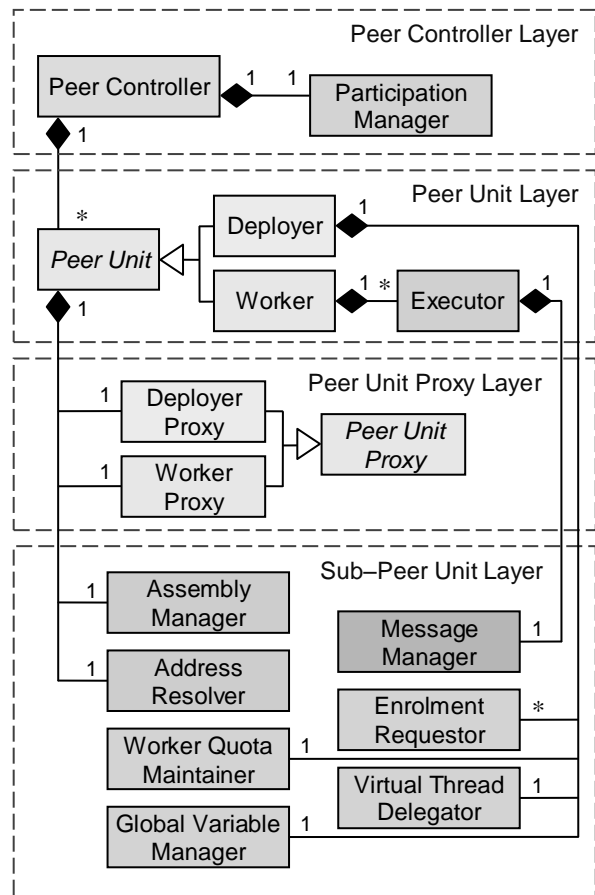 Peer Controller Layer
Peer Controller
1
1
Participation
Manager
1
Peer Unit Layer
*
Deployer
1
Peer Unit
1
Worker
1
*
Executor
1
Peer Unit Proxy Layer
1
Deployer
Proxy
Peer Unit
Proxy
1
Worker
Proxy
Sub–Peer Unit Layer
1
Assembly
Manager
Message
Manager
1
1
Address
Resolver
Enrolment
Requestor
*
Worker Quota
Maintainer
1
Virtual Thread
Delegator
1
Global Variable
Manager
1